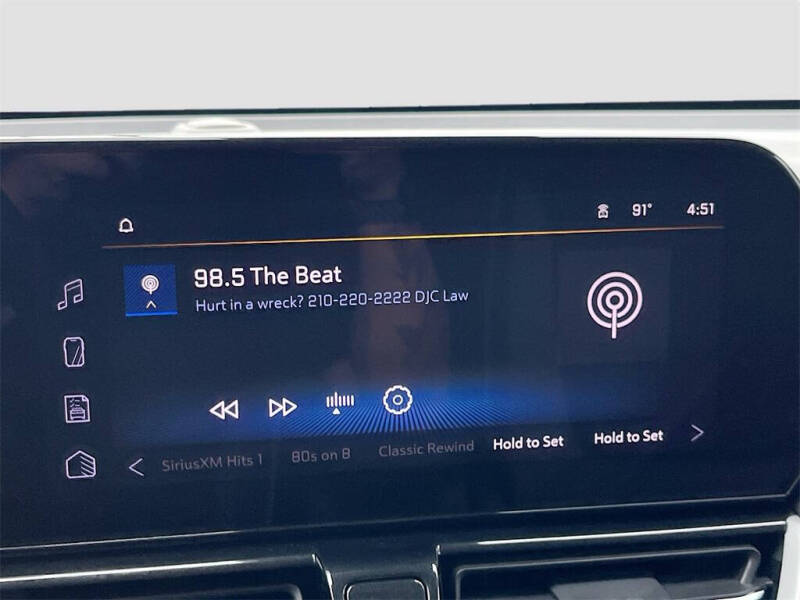 91° 4:51
98.5 The Beat
Hurt in a wreck? 210-220-2222 DJC Law
SiriusXM Hits 1 80s on 8 Classic Rewind Hold to Set Hold to Set